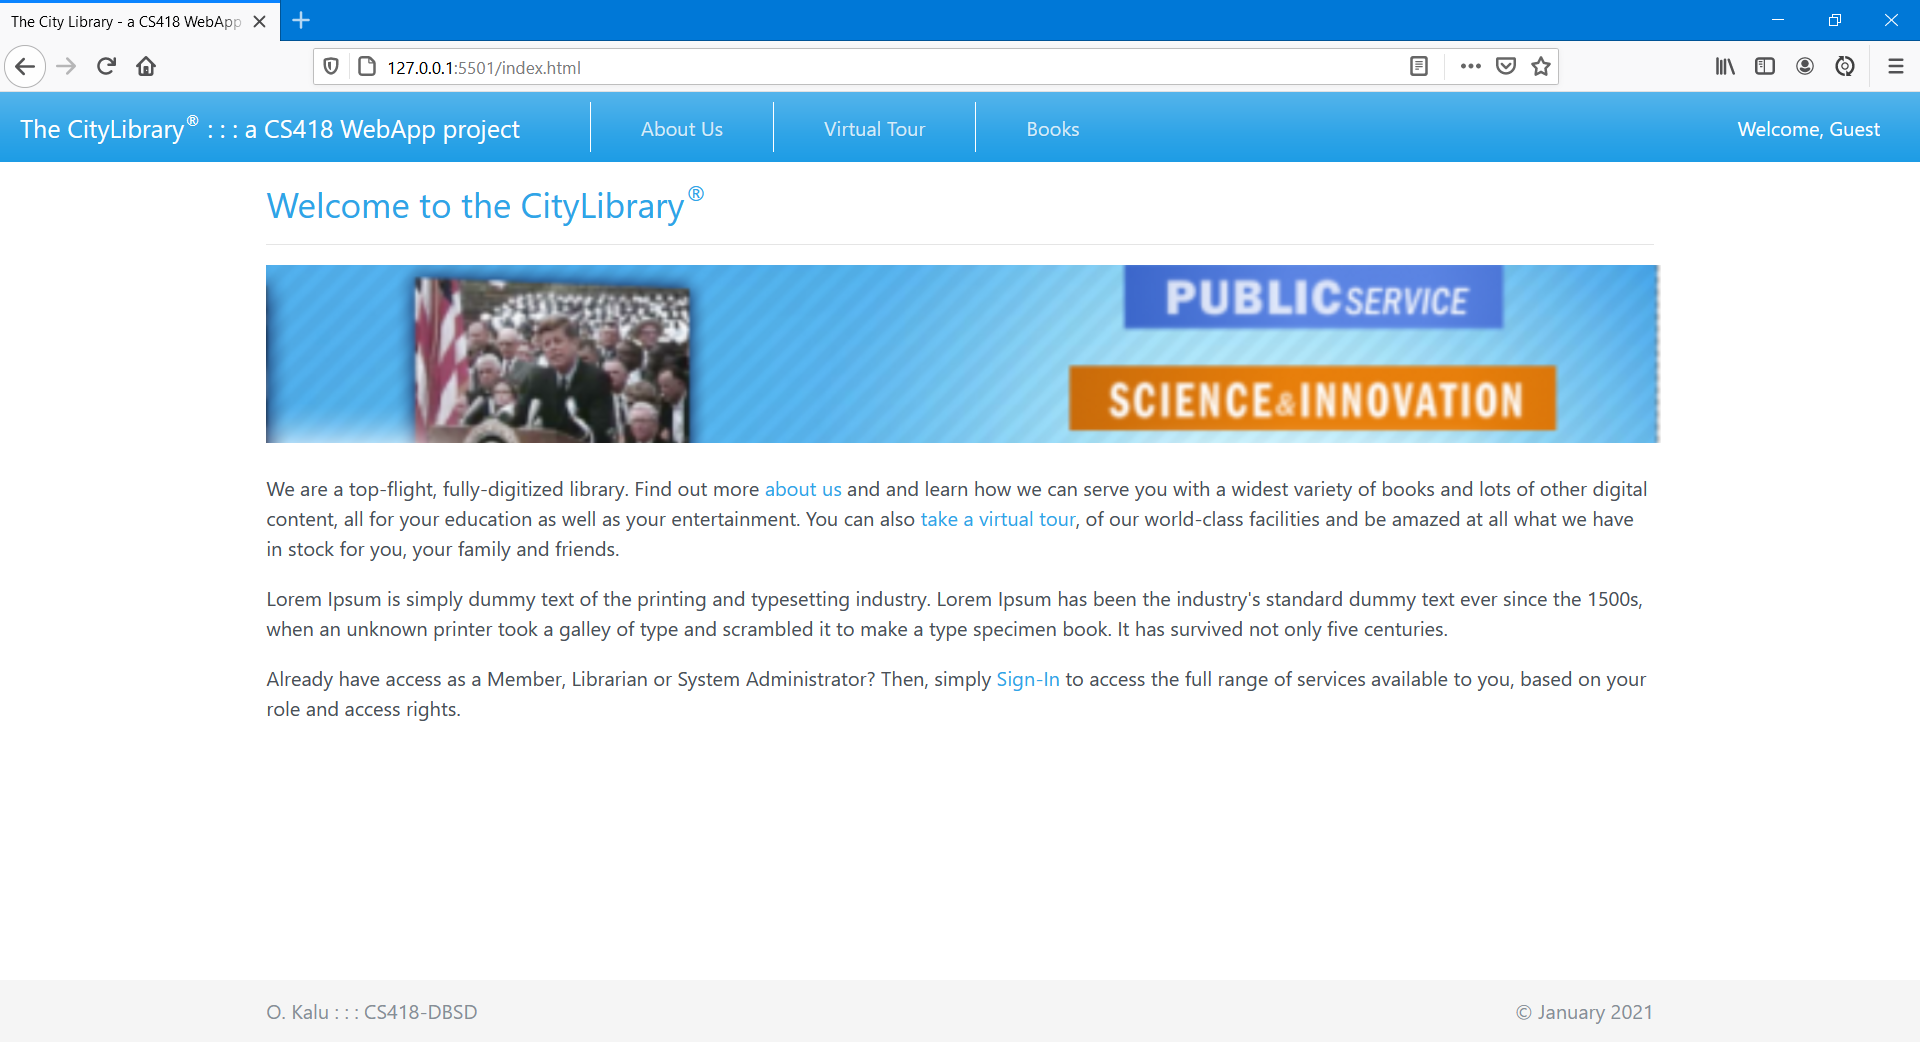 The City Library - a CS418 WebApp
127.0.0.1:5501/index.html
The CityLibrary® : : : a CS418 WebApp project
About Us
Virtual Tour
Books
Welcome, Guest
Welcome to the CityLibrary®
PUBLIC SERVICE
SCIENCE & INNOVATION
We are a top-flight, fully-digitized library. Find out more about us and and learn how we can serve you with a widest variety of books and lots of other digital
content, all for your education as well as your entertainment. You can also take a virtual tour, of our world-class facilities and be amazed at all what we have
in stock for you, your family and friends.
Lorem Ipsum is simply dummy text of the printing and typesetting industry. Lorem Ipsum has been the industry's standard dummy text ever since the 1500s,
when an unknown printer took a galley of type and scrambled it to make a type specimen book. It has survived not only five centuries.
Already have access as a Member, Librarian or System Administrator? Then, simply Sign-In to access the full range of services available to you, based on your
role and access rights.
O. Kalu : : : CS418-DBSD
© January 2021